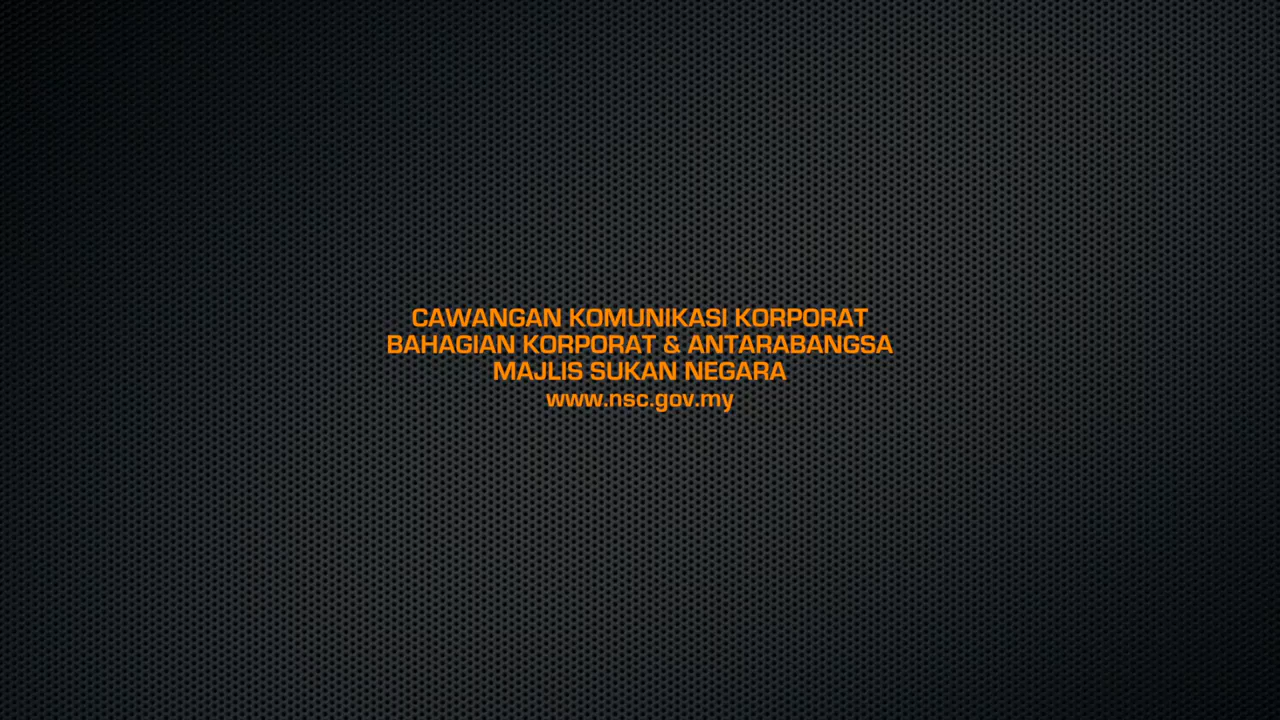 CAWANGAN KOMUNIKASI KORPORAT
BAHAGIAN KORPORAT & ANTARABANGSA
MAJLIS SUKAN NEGARA
www.nsc.gov.my